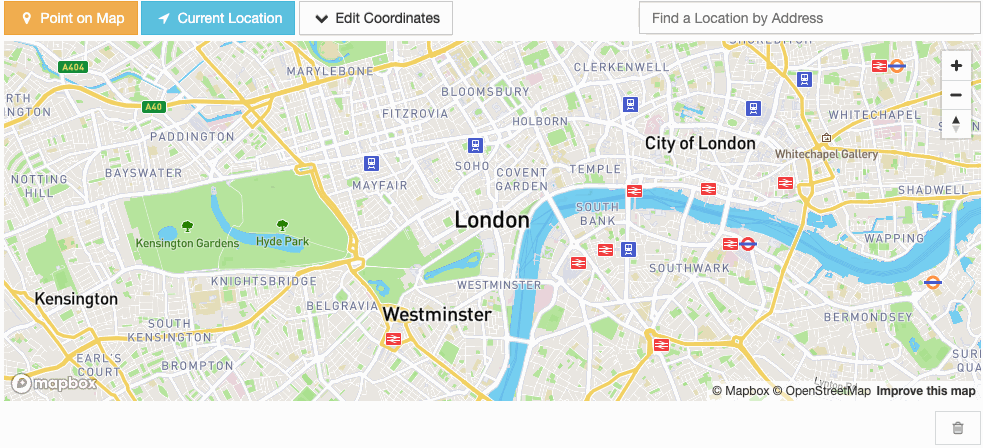 Point on Map
Current Location
Edit Coordinates
Find a Location by Address
SHOREDITCH
A404
MARYLEBONE
CLERKENWELL
BLOOMSBURY
A40
FITZROVIA
HOLBORN
WHITECHAPEL
PADDINGTON
City of London
Whitechapel Gallery
BAYSWATER
SOHO
COVENT
GARDEN
TEMPLE
NOTTING
HILL
MAYFAIR
SHADWELL
London
SOUTH
BANK
Kensington Gardens
Hyde Park
WAPPING
KNIGHTSBRIDGE
WESTMINSTER
SOUTHWARK
Kensington
BELGRAVIA
Westminster
SOUTH
KENSINGTON
BERMONDSEY
EARL'S
COURT
BROMPTON
mapbox
© Mapbox © OpenStreetMap Improve this map